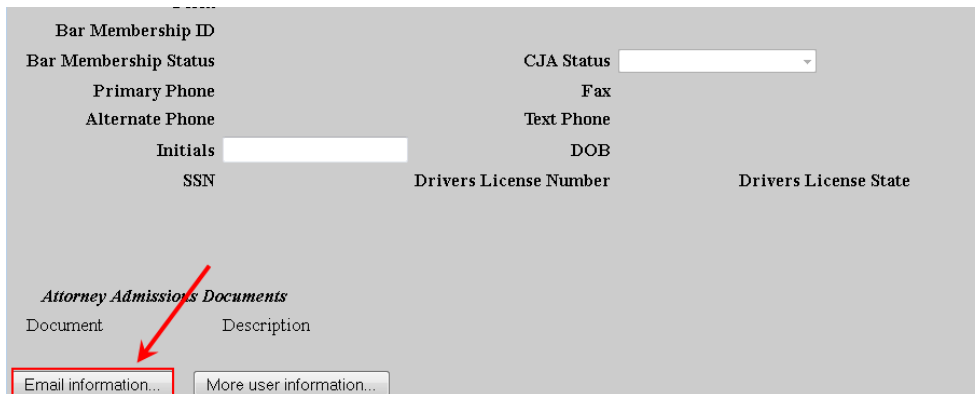 Bar Membership ID
Bar Membership Status CJA Status
Primary Phone Fax
Alternate Phone Text Phone
Initials DOB
SSN Drivers License Number Drivers License State
Attorney Admissions Documents
Document Description
Email information... More user information...